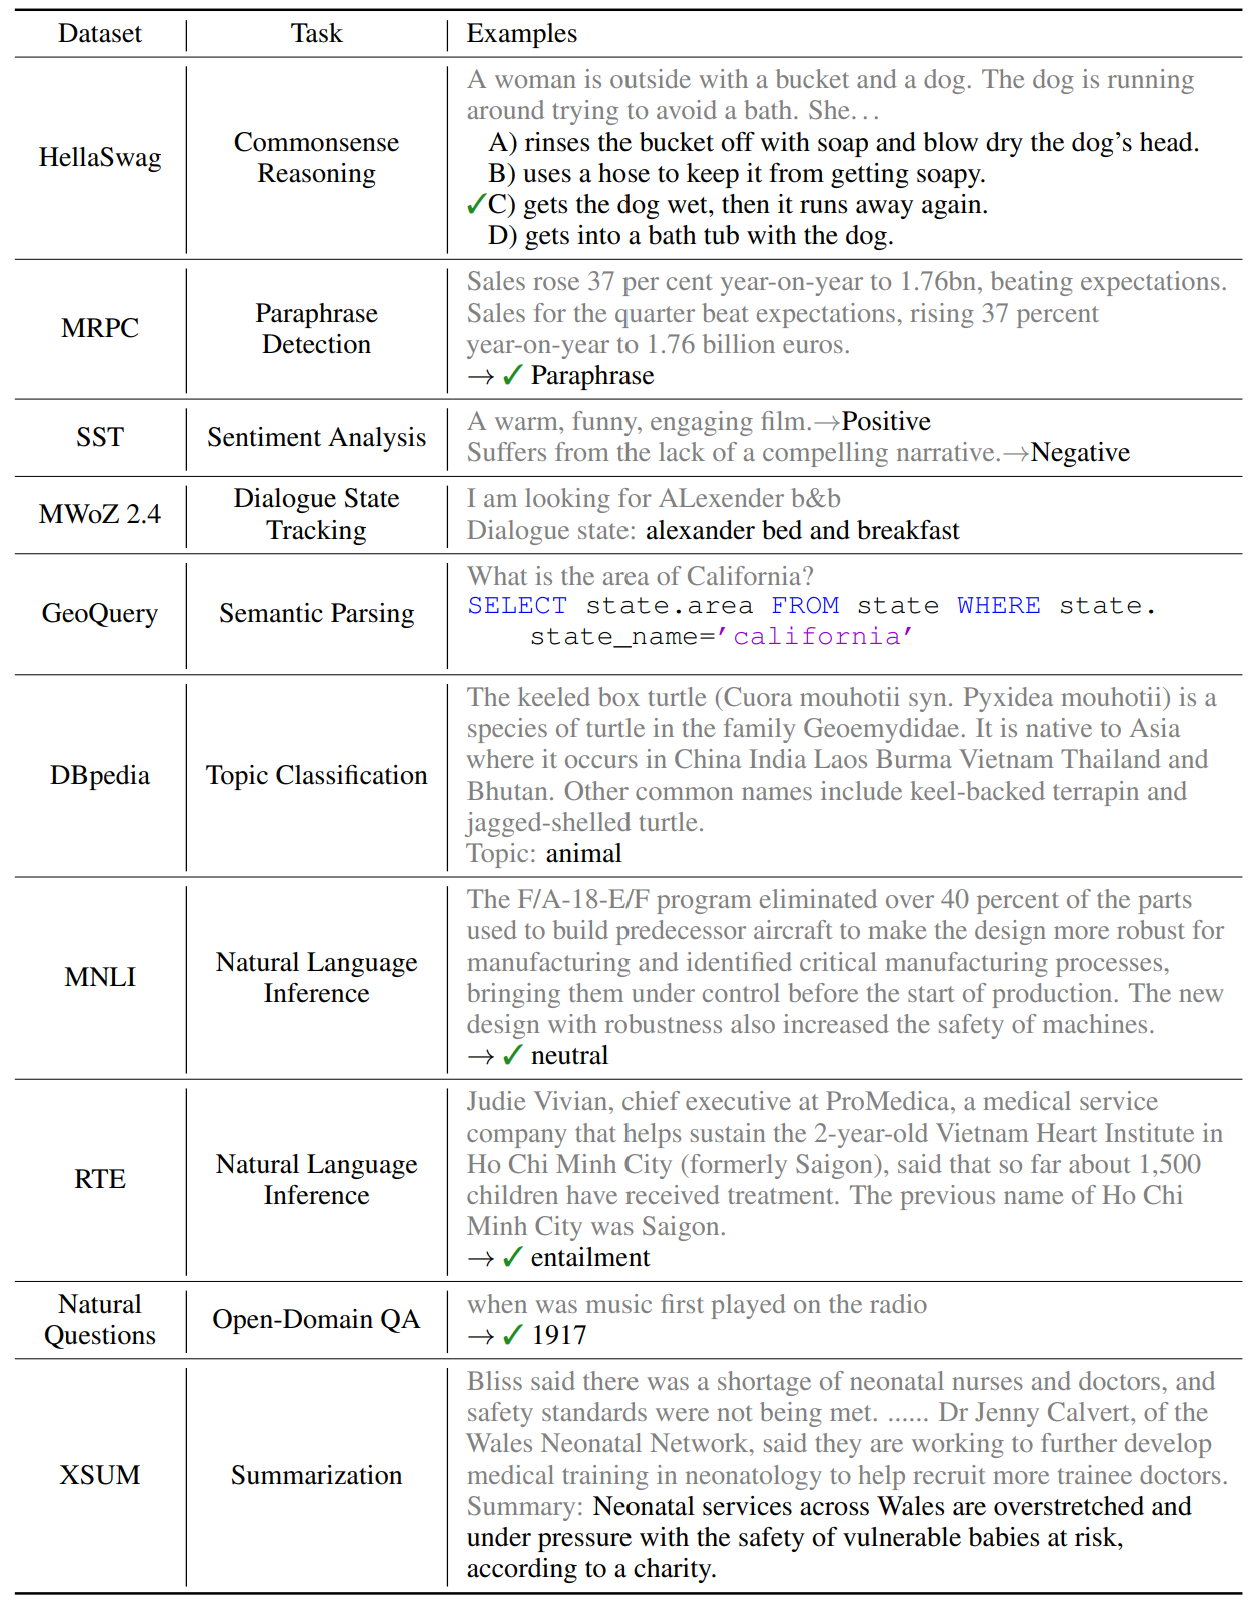 Dataset Task Examples
HellaSwag
Commonsense
Reasoning
A woman is outside with a bucket and a dog. The dog is running
around trying to avoid a bath. She…
A) rinses the bucket off with soap and blow dry the dog's head.
B) uses a hose to keep it from getting soapy.
✓C) gets the dog wet, then it runs away again.
D) gets into a bath tub with the dog.
MRPC
Paraphrase
Detection
Sales rose 37 per cent year-on-year to 1.76bn, beating expectations.
Sales for the quarter beat expectations, rising 37 percent
year-on-year to 1.76 billion euros.
→ ✓ Paraphrase
SST
Sentiment Analysis
A warm, funny, engaging film.→Positive
Suffers from the lack of a compelling narrative.→Negative
MWoZ 2.4
Dialogue State
Tracking
I am looking for ALexender b&b
Dialogue state: alexander bed and breakfast
GeoQuery
Semantic Parsing
What is the area of California?
SELECT state.area FROM state WHERE state.
state_name='california'
DBpedia
Topic Classification
The keeled box turtle (Cuora mouhotii syn. Pyxidea mouhotii) is a
species of turtle in the family Geoemydidae. It is native to Asia
where it occurs in China India Laos Burma Vietnam Thailand and
Bhutan. Other common names include keel-backed terrapin and
jagged-shelled turtle.
Topic: animal
MNLI
Natural Language
Inference
The F/A-18-E/F program eliminated over 40 percent of the parts
used to build predecessor aircraft to make the design more robust for
manufacturing and identified critical manufacturing processes,
bringing them under control before the start of production. The new
design with robustness also increased the safety of machines.
→ ✓ neutral
RTE
Natural Language
Inference
Judie Vivian, chief executive at ProMedica, a medical service
company that helps sustain the 2-year-old Vietnam Heart Institute in
Ho Chi Minh City (formerly Saigon), said that so far about 1,500
children have received treatment. The previous name of Ho Chi
Minh City was Saigon.
→ ✓ entailment
Natural
Questions
Open-Domain QA
when was music first played on the radio
→ ✓ 1917
XSUM
Summarization
Bliss said there was a shortage of neonatal nurses and doctors, and
safety standards were not being met. ...... Dr Jenny Calvert, of the
Wales Neonatal Network, said they are working to further develop
medical training in neonatology to help recruit more trainee doctors.
Summary: Neonatal services across Wales are overstretched and
under pressure with the safety of vulnerable babies at risk,
according to a charity.